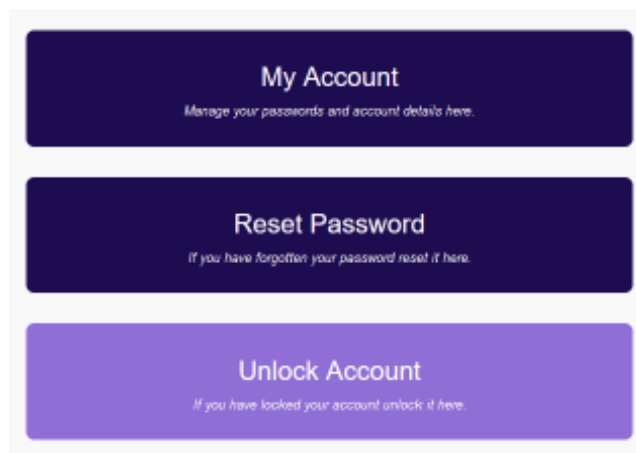 My Account
Manage your passwords and account details here.
Reset Password
If you have forgotten your password reset it here.
Unlock Account
If you have locked your account unlock it here.